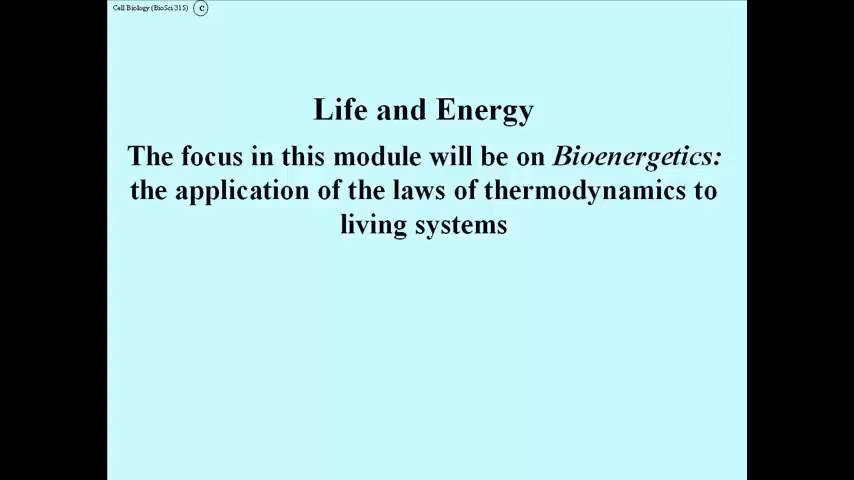 Cell Biology (BioSci 315) C
Life and Energy
The focus in this module will be on Bioenergetics:
the application of the laws of thermodynamics to
living systems